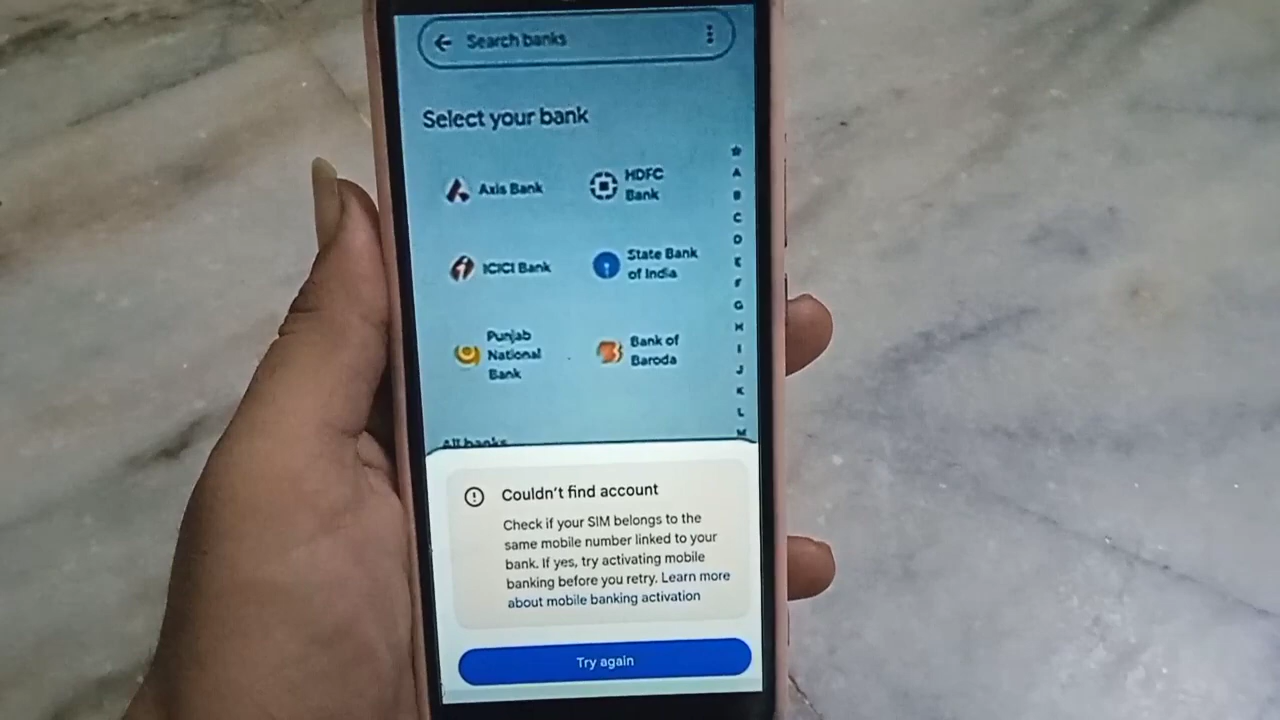 Search banks
Select your bank
Axis Bank
HDFC
Bank
ICICI Bank
State Bank
of India
Punjab
National
Bank
Bank of
Baroda
A
B
C
D
E
F
G
H
I
J
K
L
M
All banks
Couldn't find account
Check if your SIM belongs to the
same mobile number linked to your
bank. If yes, try activating mobile
banking before you retry. Learn more
about mobile banking activation
Try again